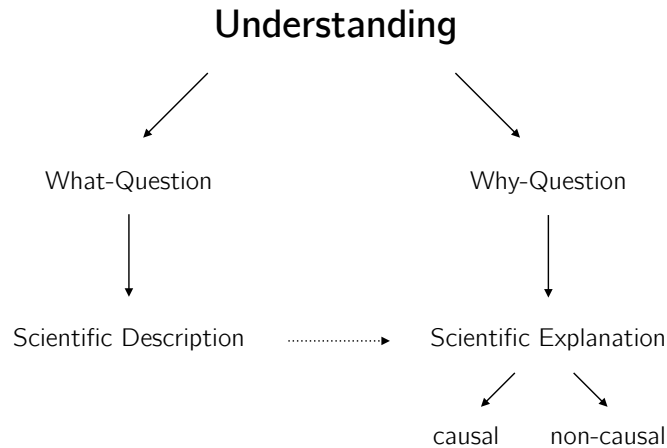 Understanding
What-Question
Why-Question
Scientific Description
Scientific Explanation
causal
non-causal